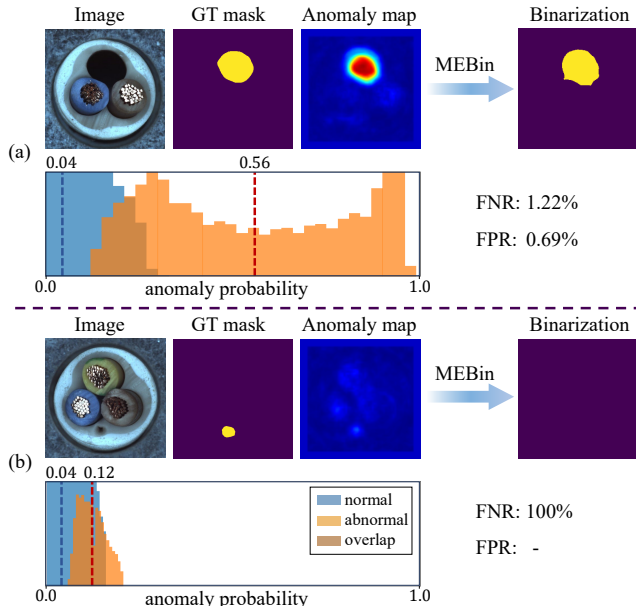 Image GT mask Anomaly map Binarization
MEBin
(a)
0.04 0.56
FNR: 1.22%
FPR: 0.69%
0.0 anomaly probability 1.0
Image GT mask Anomaly map Binarization
MEBin
(b)
0.04 0.12
normal
abnormal
overlap
FNR: 100%
FPR: -
0.0 anomaly probability 1.0